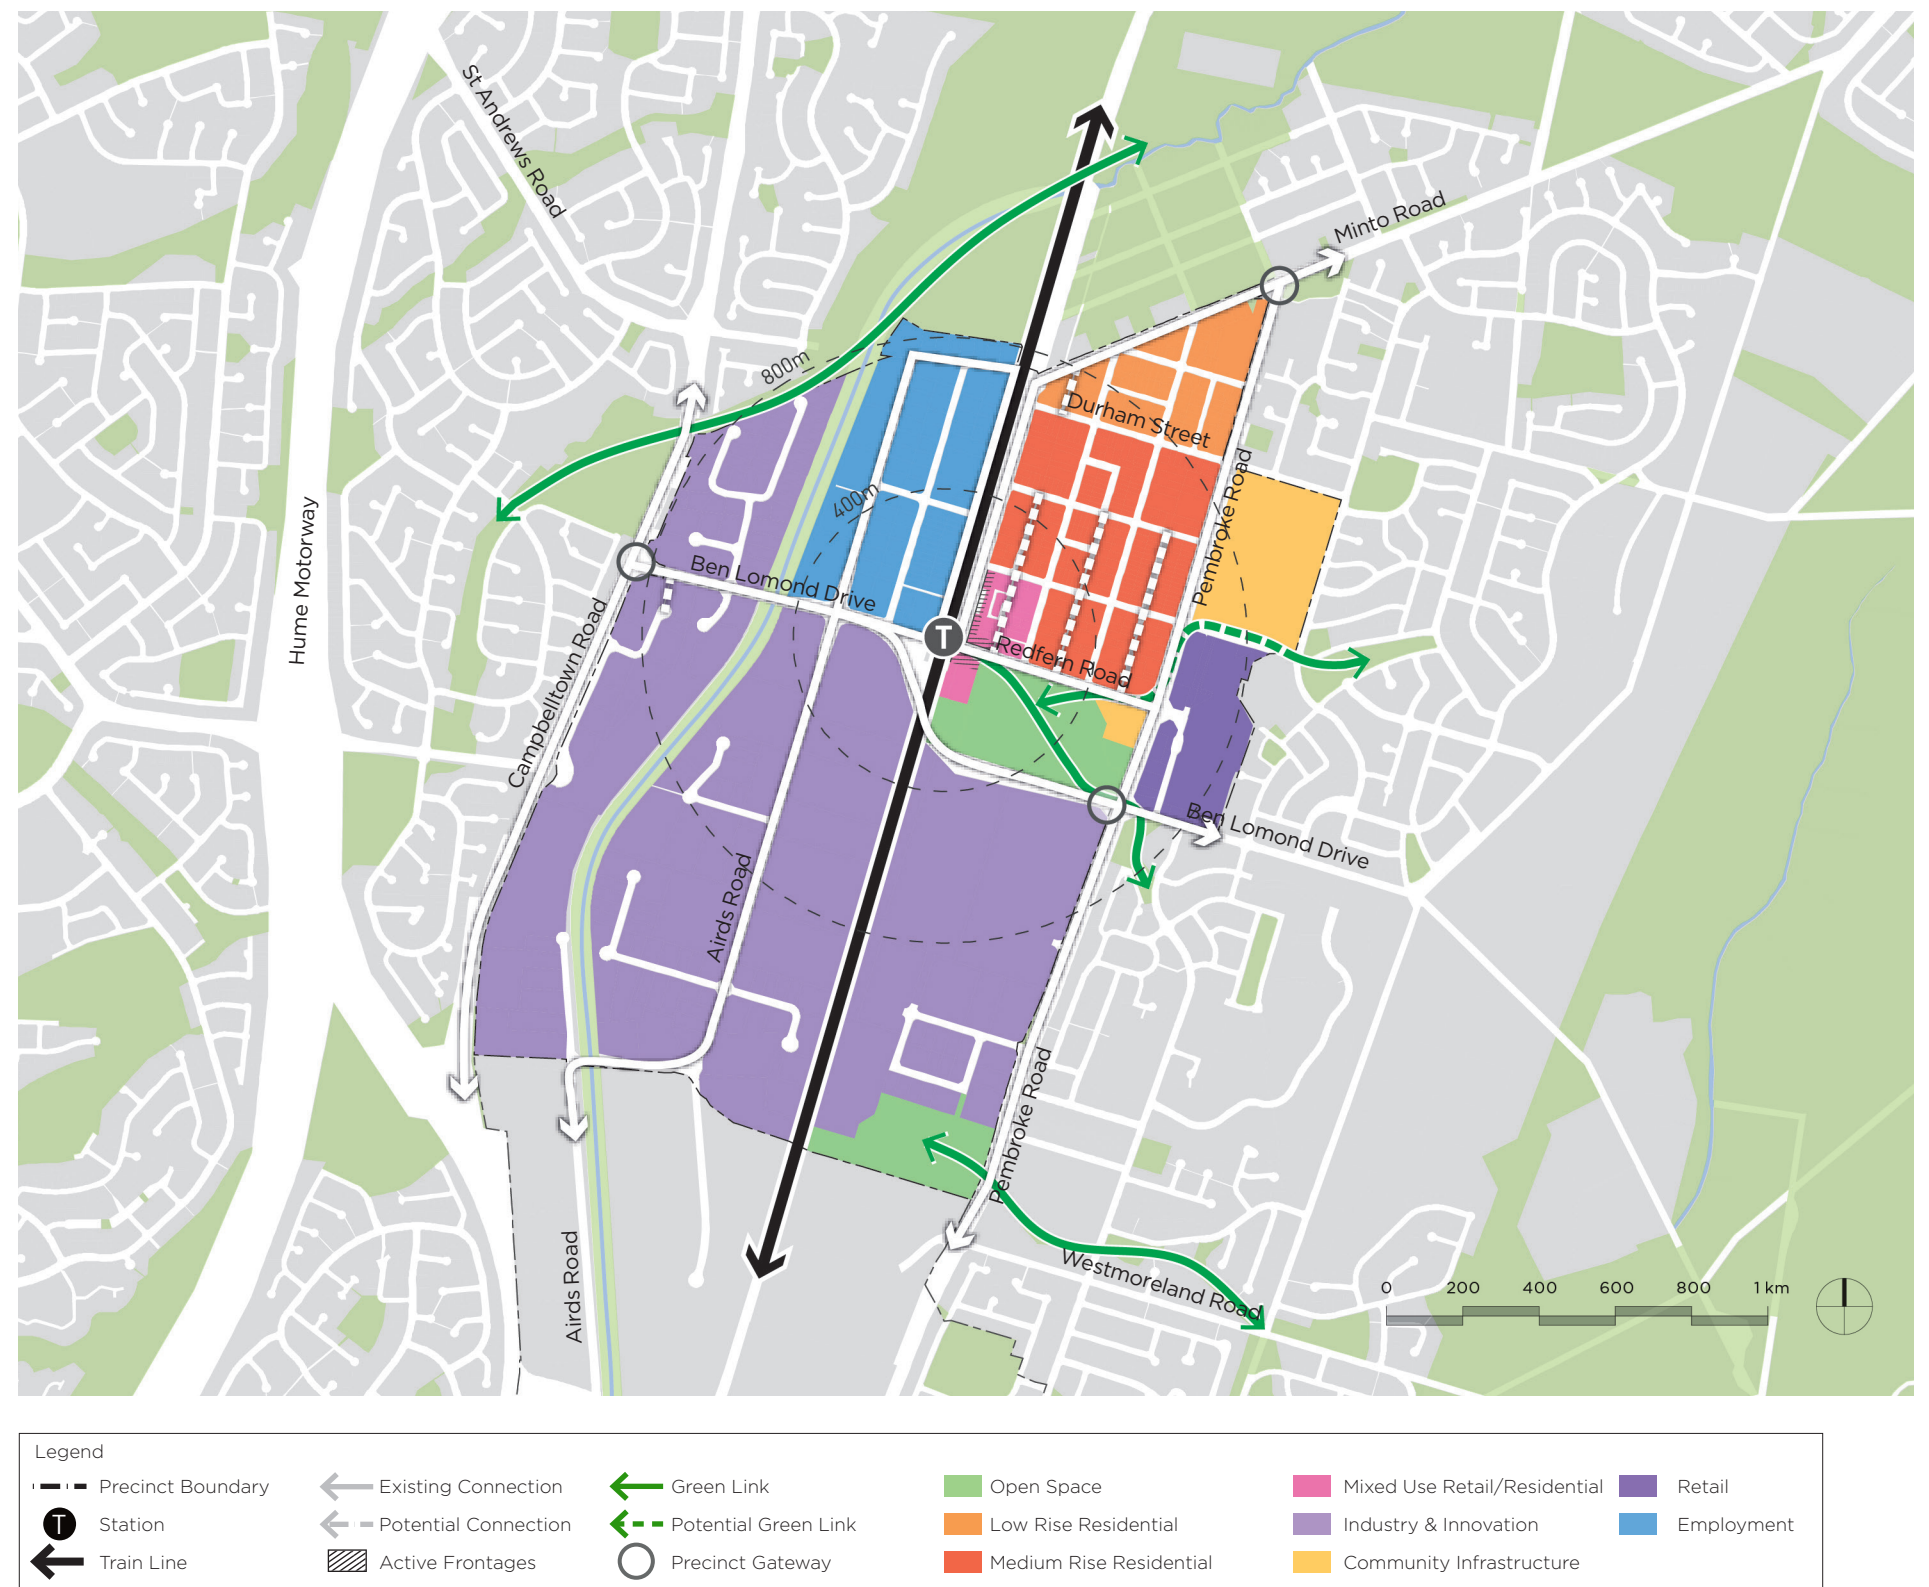 St Andrews Road
Minto Road
800m
Durham Street
400m
Pembroke Road
Hume Motorway
Ben Lomond Drive
T
Redfern Road
Campbelltown Road
Ben Lomond Drive
Airds Road
Pembroke Road
Airds Road
Westmoreland Road
0 200 400 600 800 1 km
Legend
Precinct Boundary
Existing Connection
Green Link
Open Space
Mixed Use Retail/Residential
Retail
T Station
Potential Connection
Potential Green Link
Low Rise Residential
Industry & Innovation
Employment
Train Line
Active Frontages
Precinct Gateway
Medium Rise Residential
Community Infrastructure